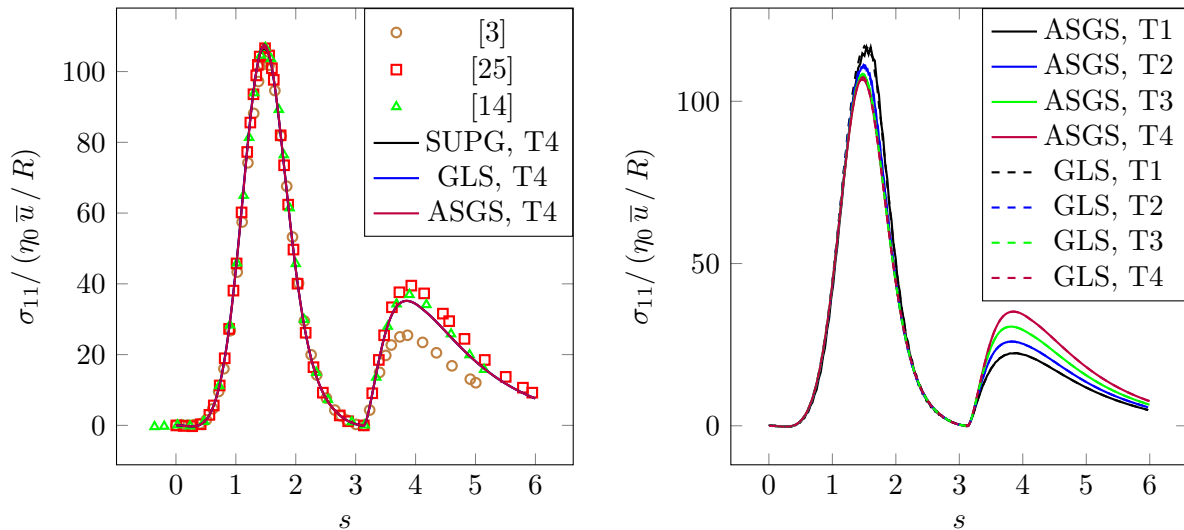 0
20
40
60
80
100
0
1
2
3
4
5
6
s
σ11/ (η0 u̅ / R)
[3]
[25]
[14]
SUPG, T4
GLS, T4
ASGS, T4
0
50
100
0
1
2
3
4
5
6
s
σ11/ (η0 u̅ / R)
ASGS, T1
ASGS, T2
ASGS, T3
ASGS, T4
GLS, T1
GLS, T2
GLS, T3
GLS, T4